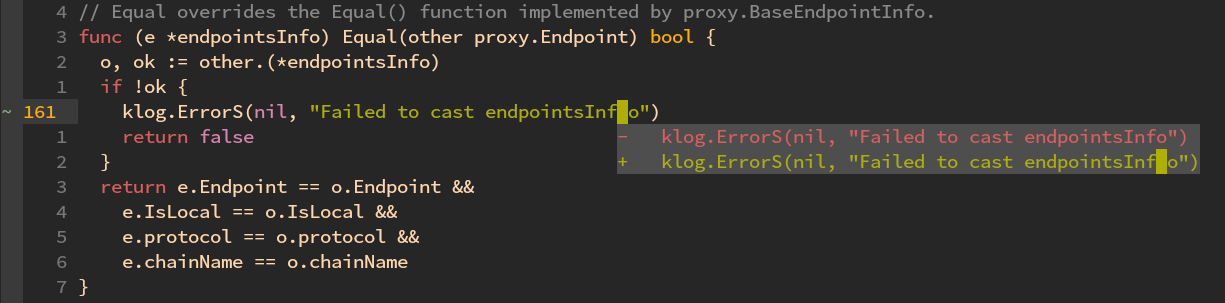 4 // Equal overrides the Equal() function implemented by proxy.BaseEndpointInfo.
3 func (e *endpointsInfo) Equal(other proxy.Endpoint) bool {
2   o, ok := other.(*endpointsInfo)
1   if !ok {
~ 161     klog.ErrorS(nil, "Failed to cast endpointsInf o")
1     return false
-   klog.ErrorS(nil, "Failed to cast endpointsInfo")
2   }
+   klog.ErrorS(nil, "Failed to cast endpointsInf o")
3   return e.Endpoint == o.Endpoint &&
4     e.IsLocal == o.IsLocal &&
5     e.protocol == o.protocol &&
6     e.chainName == o.chainName
7 }